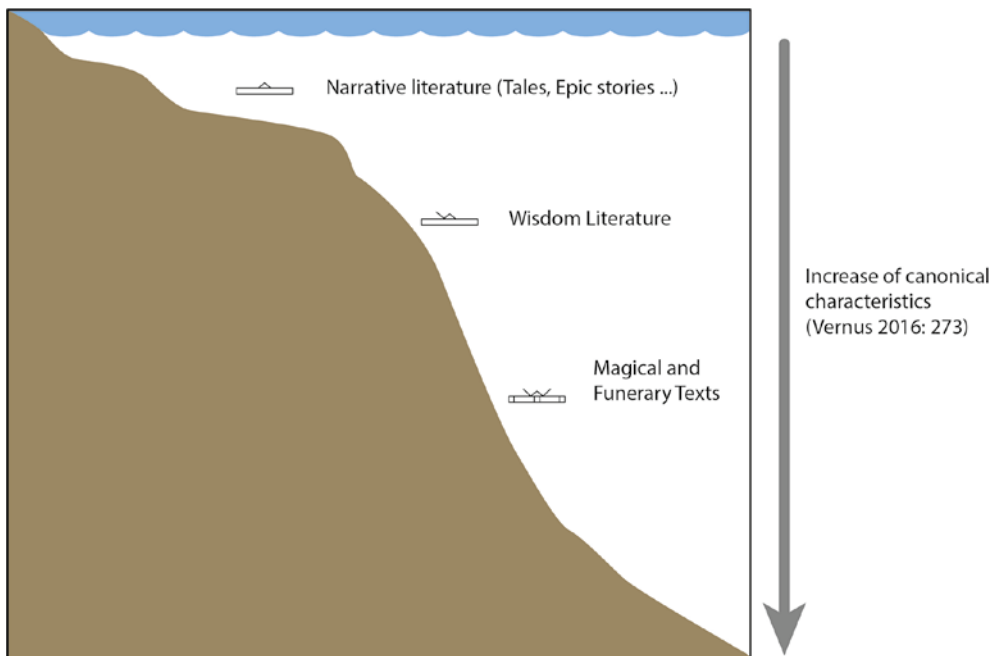 Narrative literature (Tales, Epic stories ...)
Wisdom Literature
Magical and
Funerary Texts
Increase of canonical
characteristics
(Vernus 2016: 273)